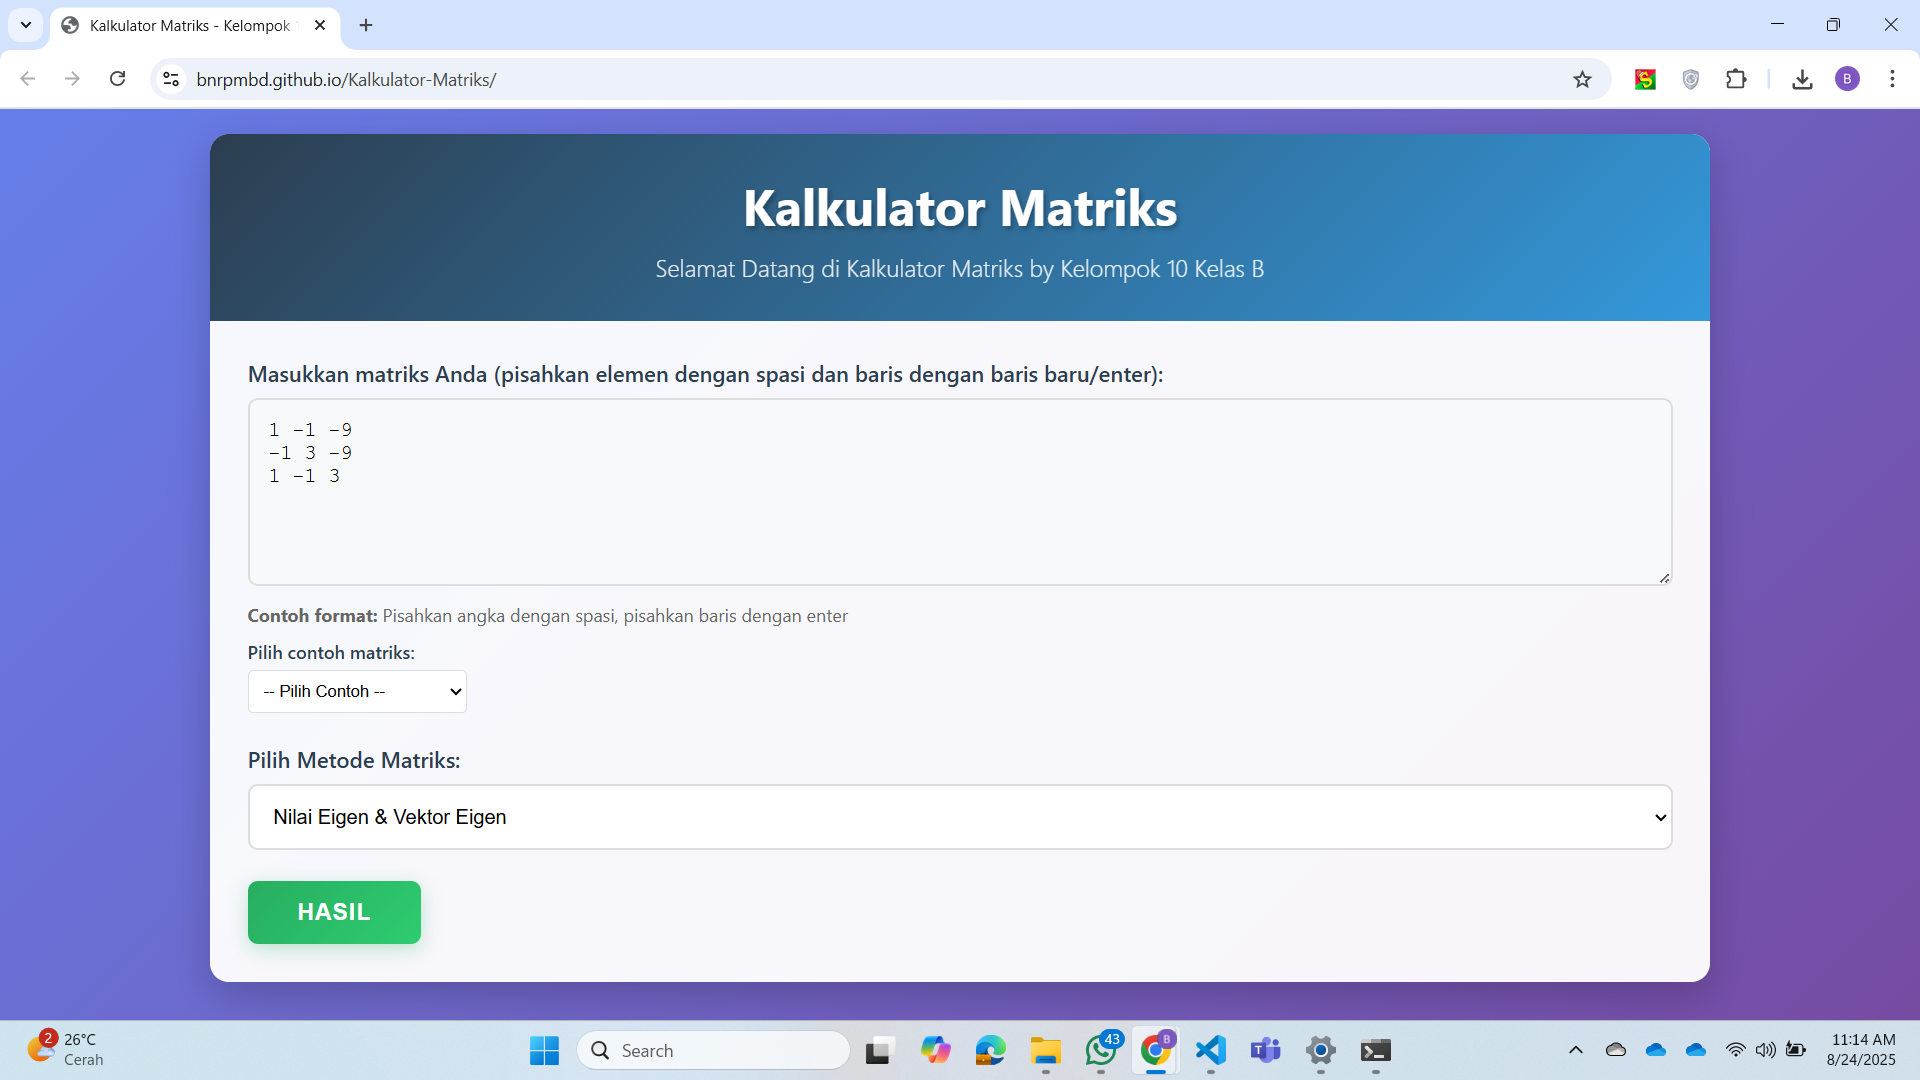 Kalkulator Matriks - Kelompok
bnrpmbd.github.io/Kalkulator-Matriks/
B
Kalkulator Matriks
Selamat Datang di Kalkulator Matriks by Kelompok 10 Kelas B
Masukkan matriks Anda (pisahkan elemen dengan spasi dan baris dengan baris baru/enter):
1 -1 -9
-1 3 -9
1 -1 3
Contoh format: Pisahkan angka dengan spasi, pisahkan baris dengan enter
Pilih contoh matriks:
-- Pilih Contoh --
Pilih Metode Matriks:
Nilai Eigen & Vektor Eigen
HASIL
2
26°C
Cerah
Search
43
B
11:14 AM
8/24/2025